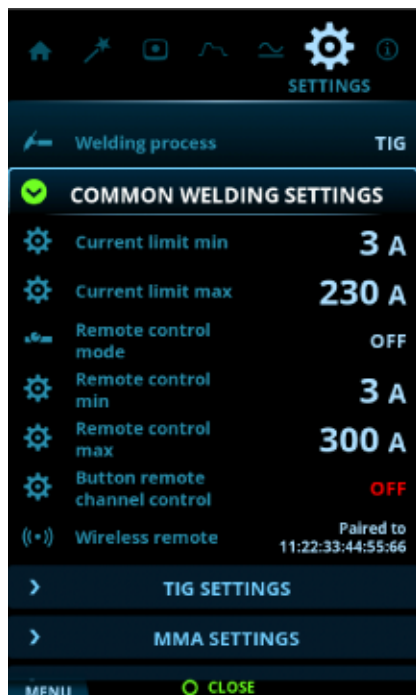 SETTINGS
Welding process TIG
COMMON WELDING SETTINGS
Current limit min 3 A
Current limit max 230 A
Remote control
mode OFF
Remote control
min 3 A
Remote control
max 300 A
Button remote
channel control OFF
Wireless remote Paired to
11:22:33:44:55:66
TIG SETTINGS
MMA SETTINGS
MENU CLOSE